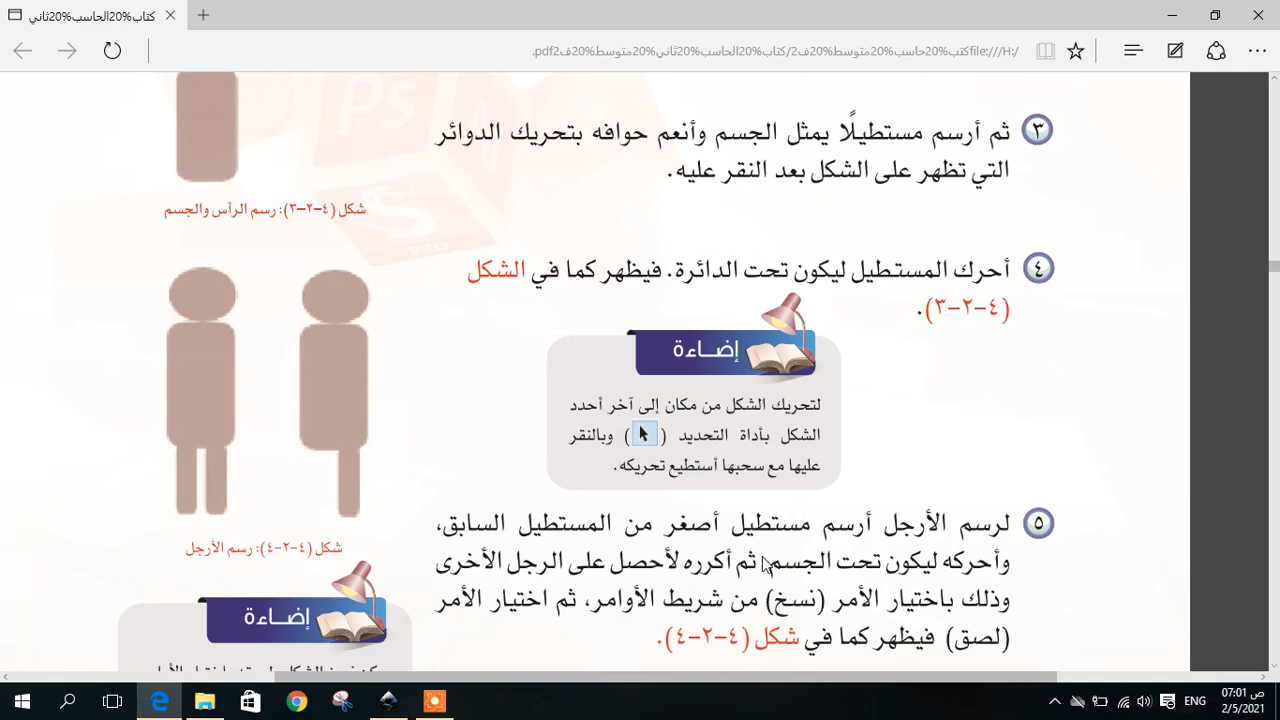 كتاب%20الحاسب%20ثاني
file:///H:/كتب%20حاسب%20متوسط%20ف2/كتاب%20الحاسب%20ثاني%20متوسط%20ف2.pdf
٣ ثم أرسم مستطيلًا يمثل الجسم وأنعم حوافه بتحريك الدوائر
التي تظهر على الشكل بعد النقر عليه.
شكل (٤-٢-٣): رسم الرأس والجسم
٤ أحرك المستطيل ليكون تحت الدائرة. فيظهر كما في الشكل
(٤-٢-٣).
إضــاءة
لتحريك الشكل من مكان إلى آخر أحدد
الشكل بأداة التحديد ( ) وبالنقر
عليها مع سحبها أستطيع تحريكه.
٥ لرسم الأرجل أرسم مستطيل أصغر من المستطيل السابق،
وأحركه ليكون تحت الجسم ثم أكرره لأحصل على الرجل الأخرى
وذلك باختيار الأمر (نسخ) من شريط الأوامر، ثم اختيار الأمر
(لصق) فيظهر كما في شكل (٤-٢-٤).
شكل (٤-٢-٤): رسم الأرجل
إضــاءة
PS
PRO
ENG
07:01 ص
2/5/2021